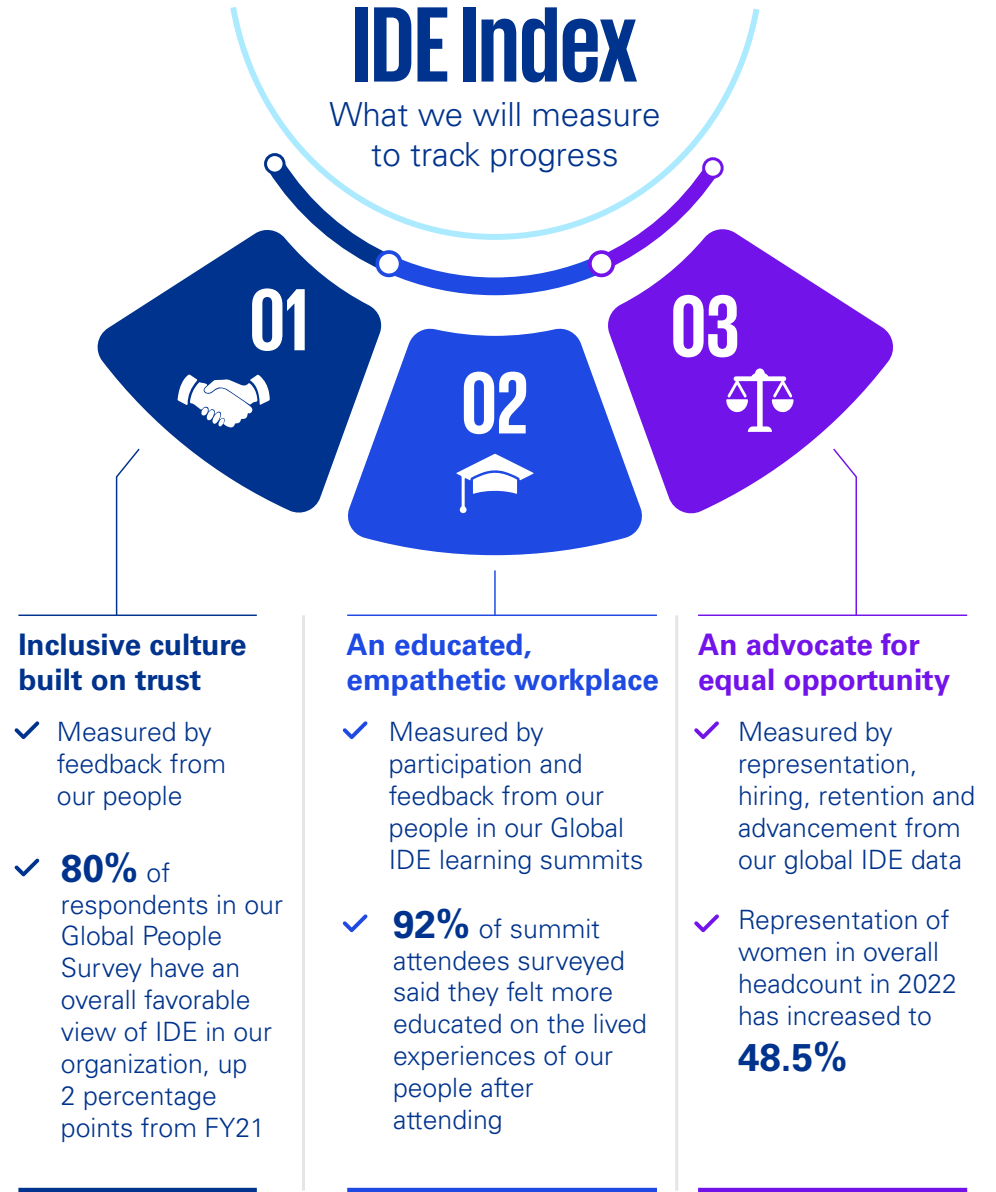 IDE Index
What we will measure
to track progress
01
02
03
Inclusive culture
built on trust
Measured by
feedback from
our people
80% of
respondents in our
Global People
Survey have an
overall favorable
view of IDE in our
organization, up
2 percentage
points from FY21
An educated,
empathetic workplace
Measured by
participation and
feedback from our
people in our Global
IDE learning summits
92% of summit
attendees surveyed
said they felt more
educated on the lived
experiences of our
people after
attending
An advocate for
equal opportunity
Measured by
representation,
hiring, retention and
advancement from
our global IDE data
Representation of
women in overall
headcount in 2022
has increased to
48.5%